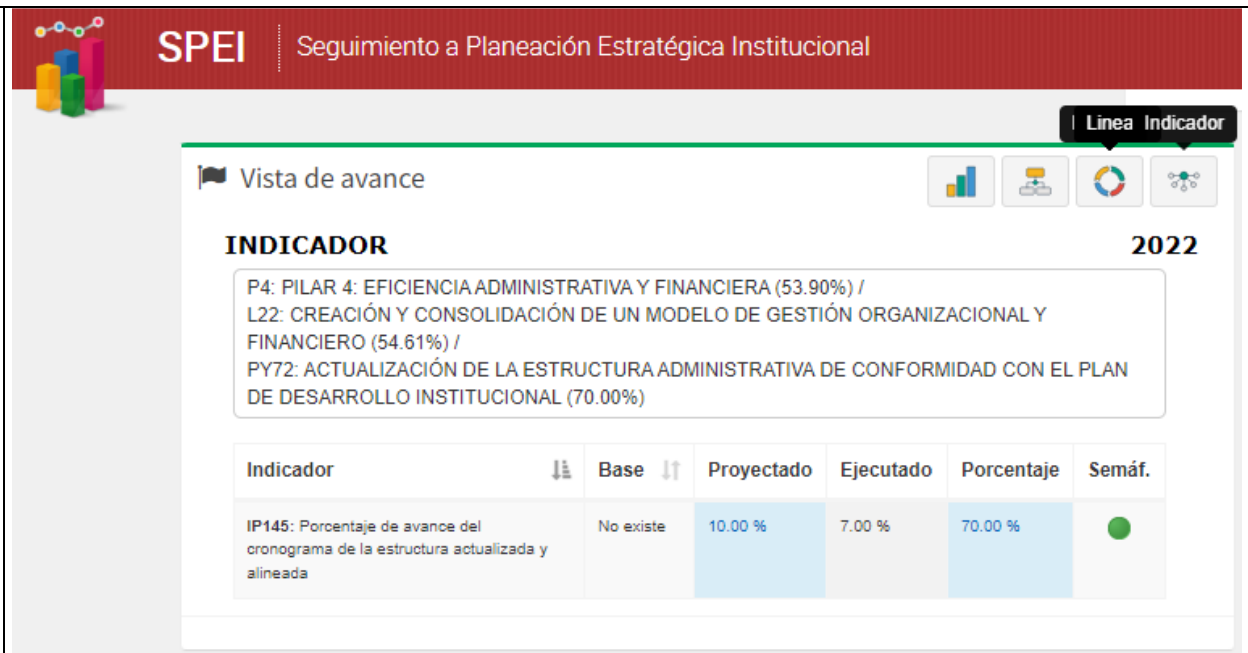 SPEI
Seguimiento a Planeación Estratégica Institucional
Linea
Indicador
Vista de avance
INDICADOR
2022
P4: PILAR 4: EFICIENCIA ADMINISTRATIVA Y FINANCIERA (53.90%) /
L22: CREACIÓN Y CONSOLIDACIÓN DE UN MODELO DE GESTIÓN ORGANIZACIONAL Y
FINANCIERO (54.61%) /
PY72: ACTUALIZACIÓN DE LA ESTRUCTURA ADMINISTRATIVA DE CONFORMIDAD CON EL PLAN
DE DESARROLLO INSTITUCIONAL (70.00%)
Indicador Base Proyectado Ejecutado Porcentaje Semáf.
IP145: Porcentaje de avance del No existe 10.00 % 7.00 % 70.00 %
cronograma de la estructura actualizada y
alineada